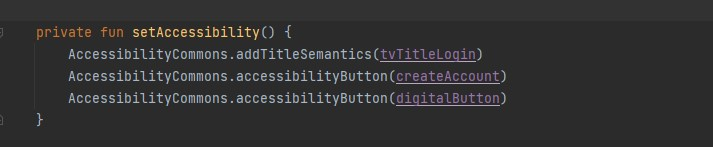 private fun setAccessibility() {
AccessibilityCommons.addTitleSemantics(tvTitleLogin)
AccessibilityCommons.accessibilityButton(createAccount)
AccessibilityCommons.accessibilityButton(digitalButton)
}